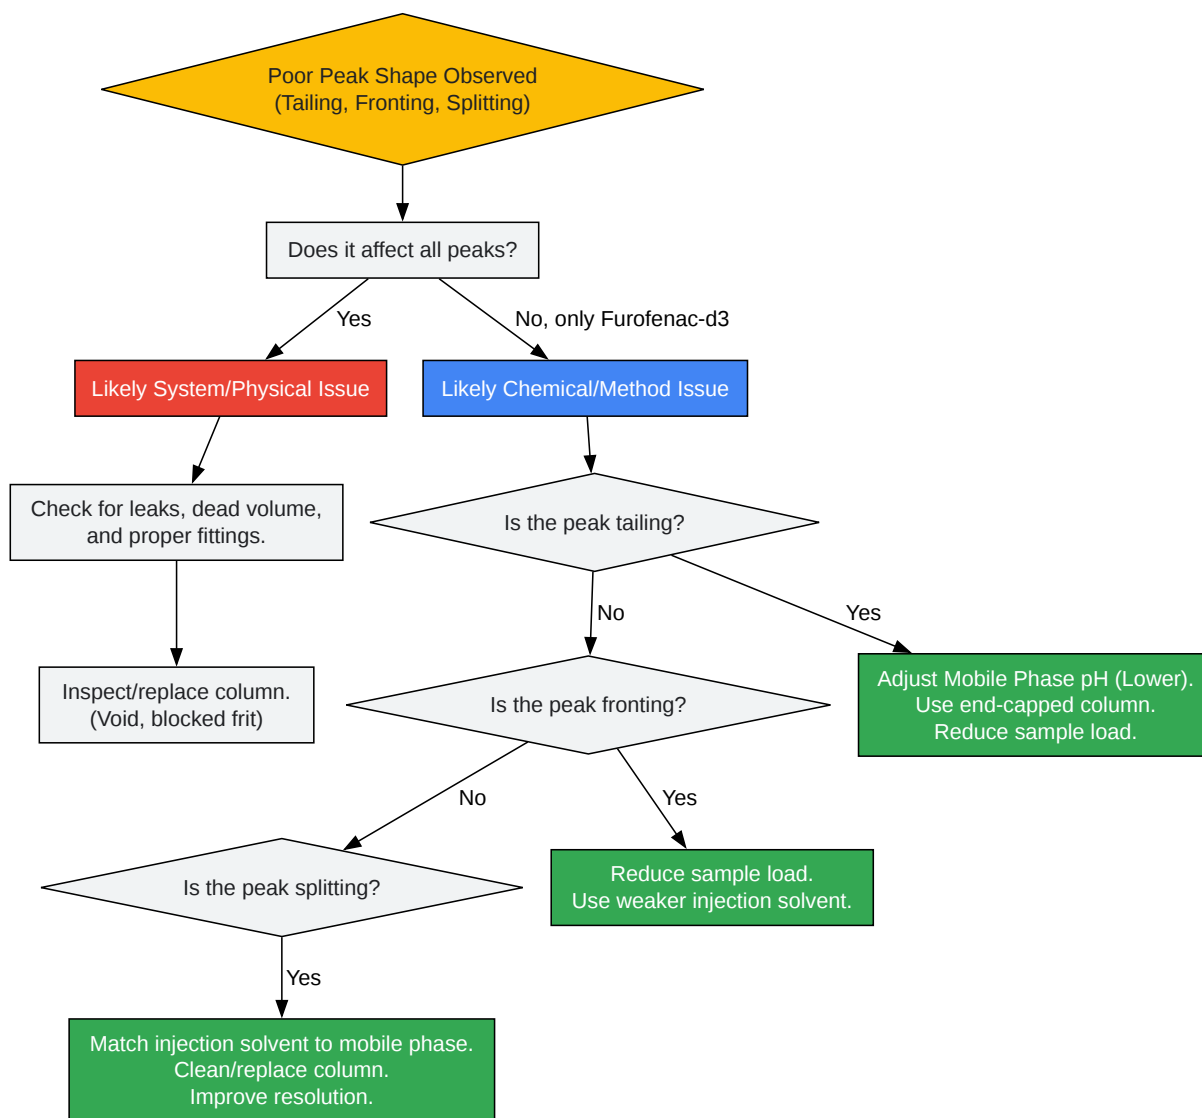 Poor Peak Shape Observed
(Tailing, Fronting, Splitting)
Does it affect all peaks?
Yes
No, only Furofenac-d3
Likely System/Physical Issue
Likely Chemical/Method Issue
Check for leaks, dead volume,
and proper fittings.
Is the peak tailing?
No
Yes
Inspect/replace column.
(Void, blocked frit)
Is the peak fronting?
Adjust Mobile Phase pH (Lower).
Use end-capped column.
Reduce sample load.
No
Yes
Is the peak splitting?
Reduce sample load.
Use weaker injection solvent.
Yes
Match injection solvent to mobile phase.
Clean/replace column.
Improve resolution.